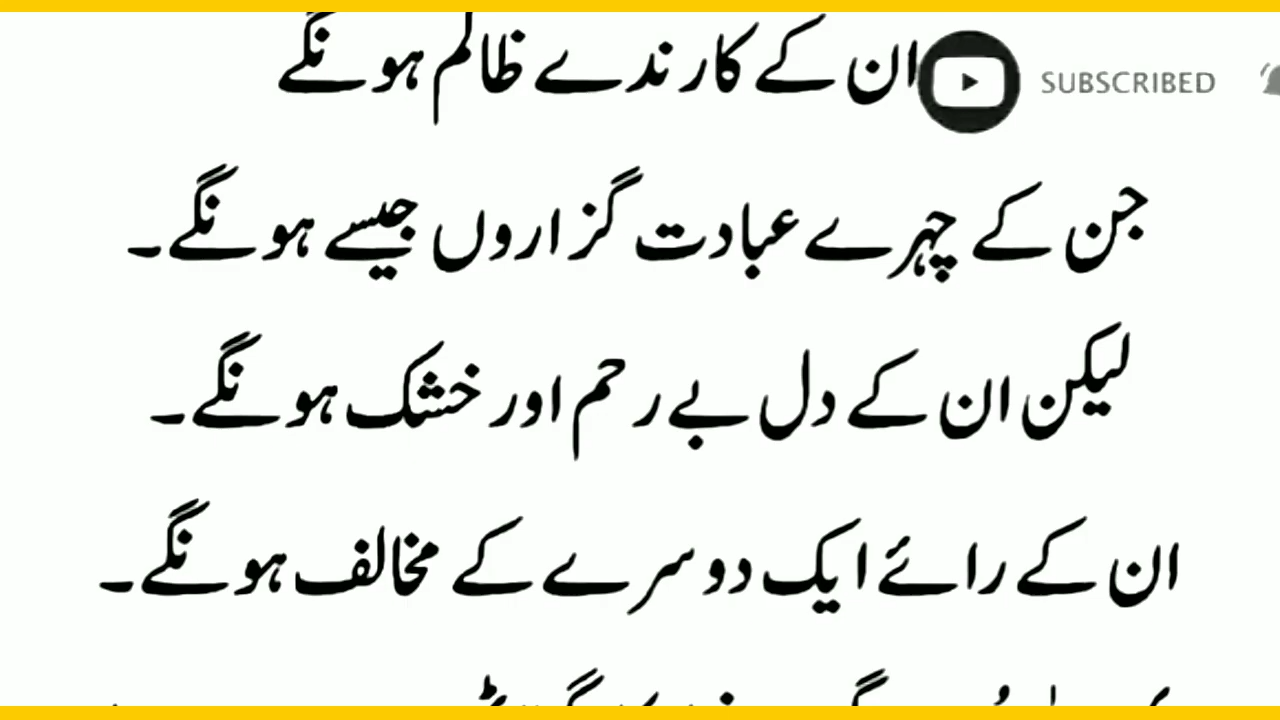 ان کے کارندے ظالم ہونگے
SUBSCRIBED
جن کے چہرے عبادت گزاروں جیسے ہونگے۔
لیکن ان کے دل بے رحم اور خشک ہونگے۔
ان کے رائے ایک دوسرے کے مخالف ہونگے۔